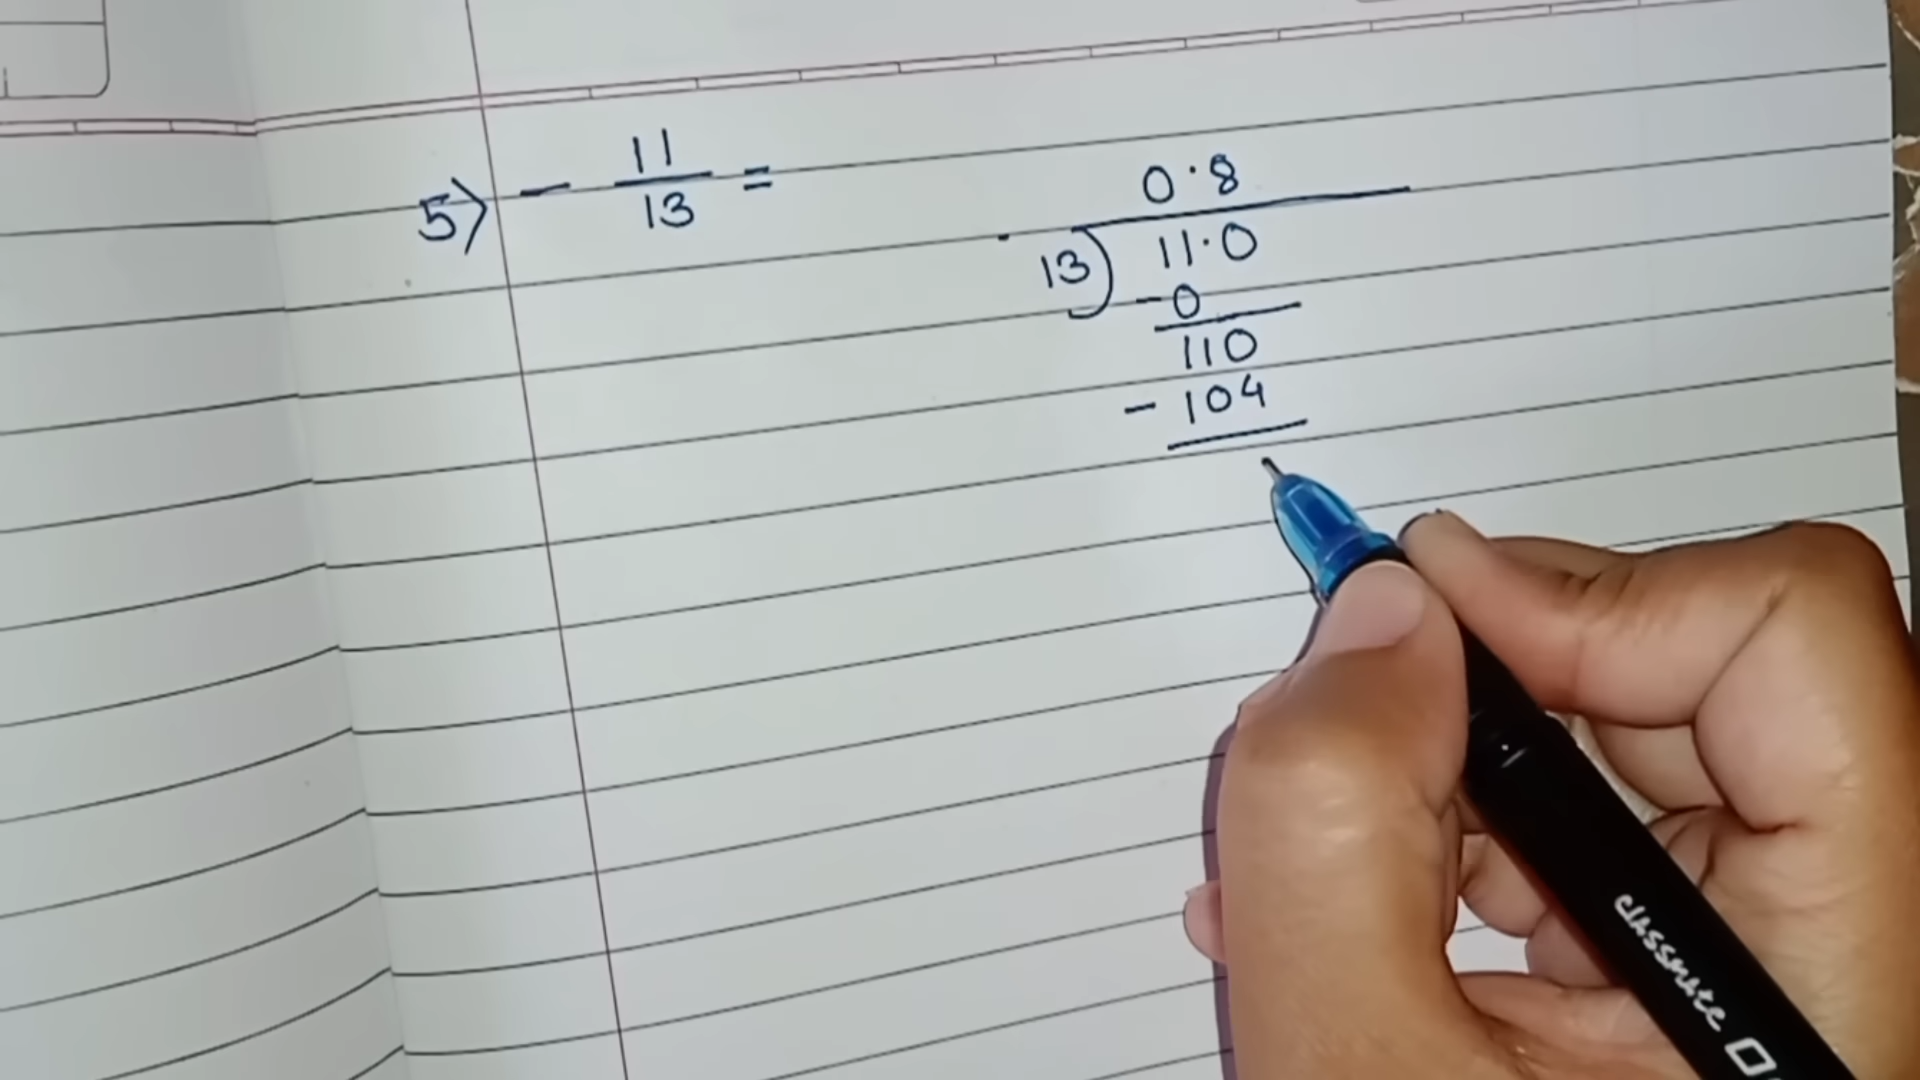 5) - 11/13 =
0.8
13) 11.0
-0
110
- 104
classmate